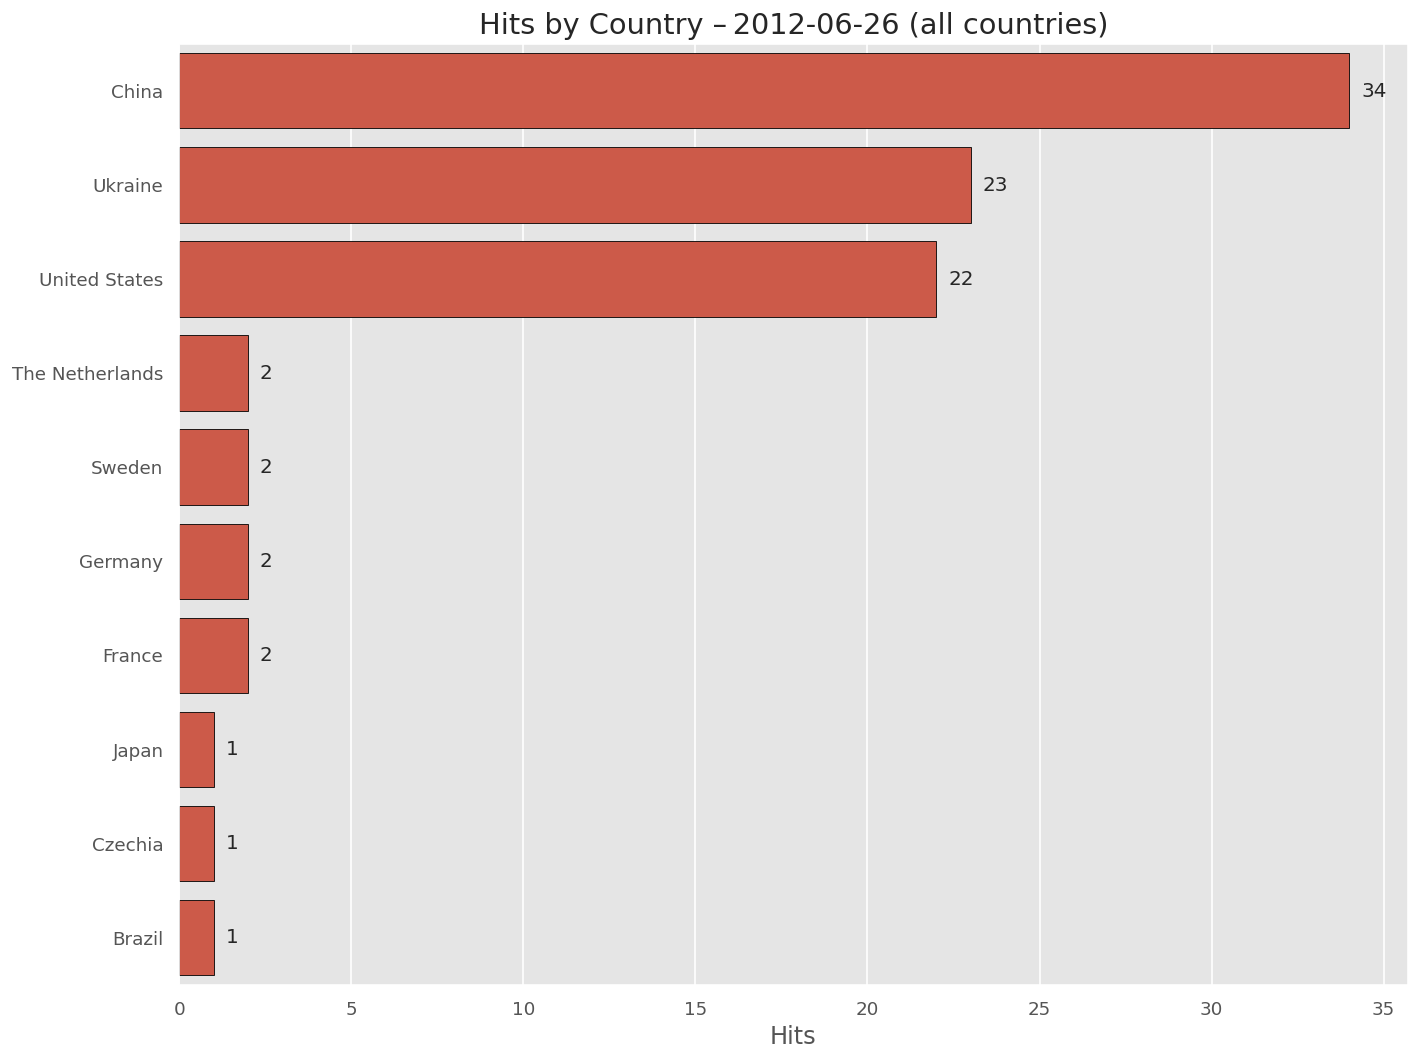 Hits by Country – 2012-06-26 (all countries)
China 34
Ukraine 23
United States 22
The Netherlands 2
Sweden 2
Germany 2
France 2
Japan 1
Czechia 1
Brazil 1
0 5 10 15 20 25 30 35
Hits